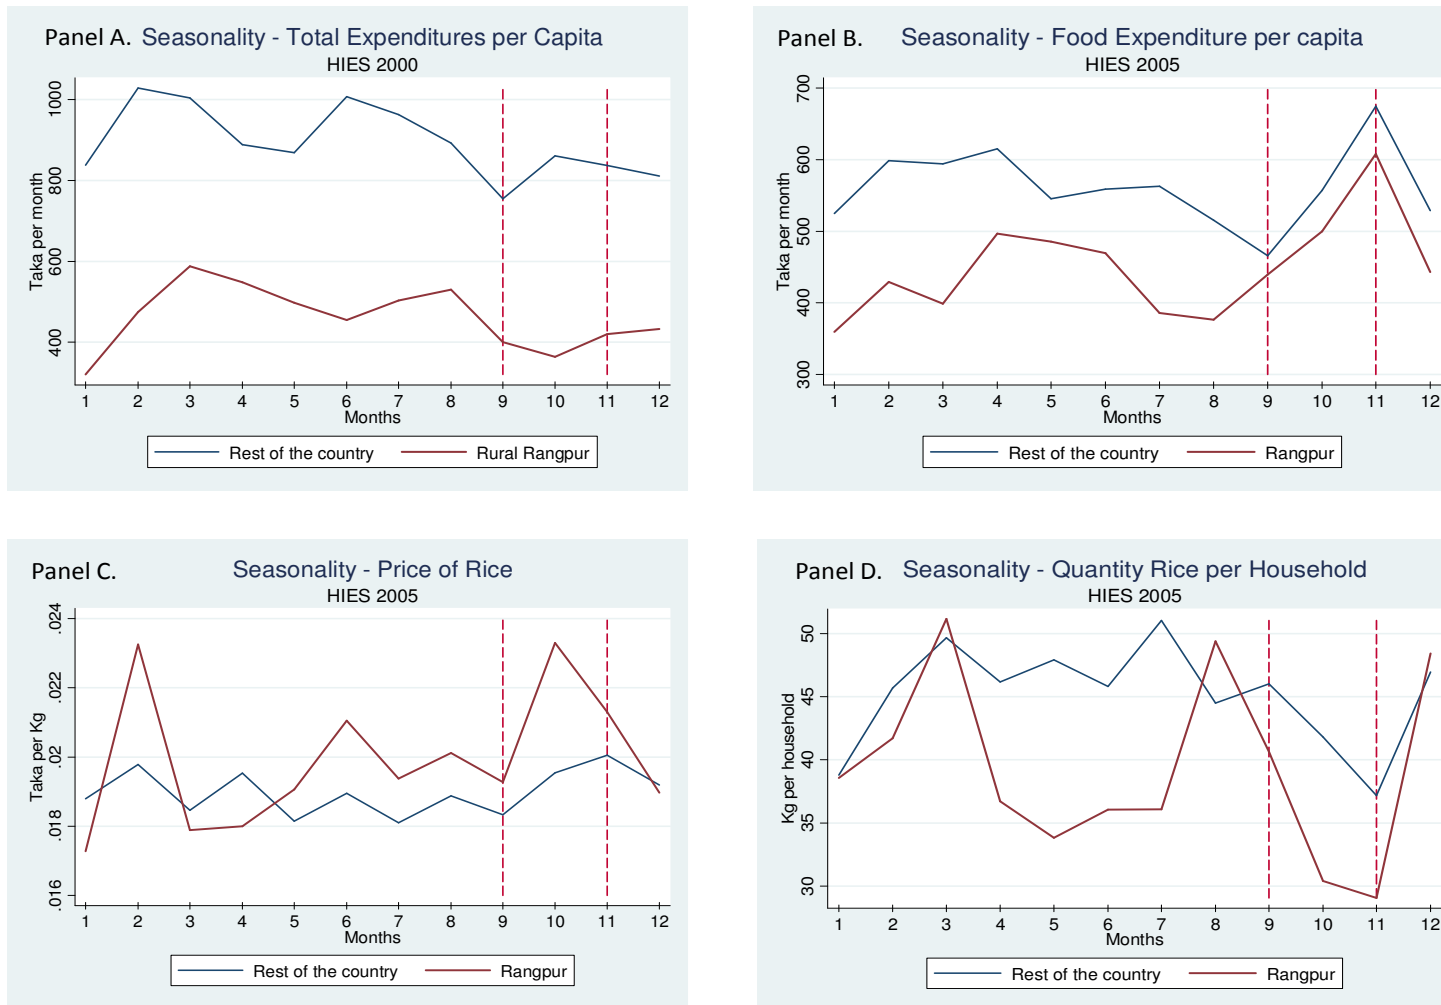 Panel A. Seasonality - Total Expenditures per Capita
HIES 2000
Taka per month
1000
800
600
400
1 2 3 4 5 6 7 8 9 10 11 12
Months
Rest of the country Rural Rangpur
Panel B. Seasonality - Food Expenditure per capita
HIES 2005
Taka per month
700
600
500
400
300
1 2 3 4 5 6 7 8 9 10 11 12
Months
Rest of the country Rangpur
Panel C. Seasonality - Price of Rice
HIES 2005
Taka per Kg
.024
.022
.02
.018
.016
1 2 3 4 5 6 7 8 9 10 11 12
Months
Rest of the country Rangpur
Panel D. Seasonality - Quantity Rice per Household
HIES 2005
Kg per household
50
45
40
35
30
1 2 3 4 5 6 7 8 9 10 11 12
Months
Rest of the country Rangpur